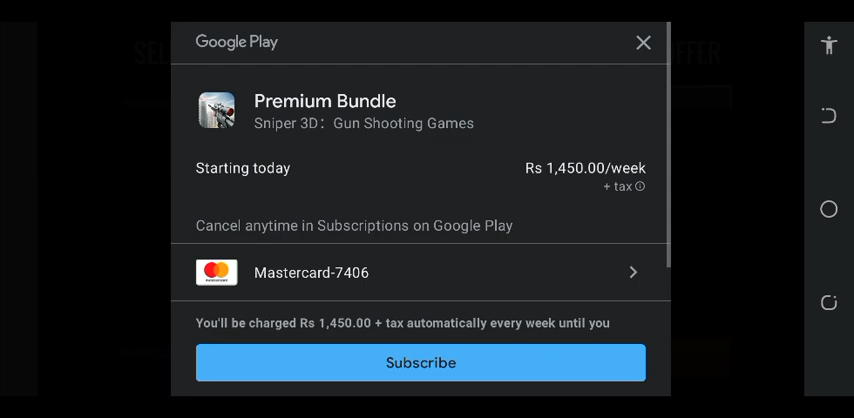 SEL OFFER
Google Play
Premium Bundle
Sniper 3D: Gun Shooting Games
Starting today Rs 1,450.00/week
+ tax
Cancel anytime in Subscriptions on Google Play
Mastercard-7406
You'll be charged Rs 1,450.00 + tax automatically every week until you
Subscribe